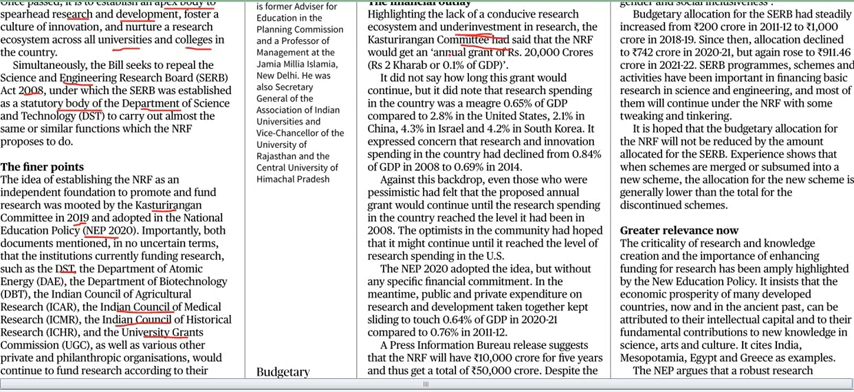 Once passed, it is to establish an apex body to
spearhead research and development, foster a
culture of innovation, and nurture a research
ecosystem across all universities and colleges in
the country.
Simultaneously, the Bill seeks to repeal the
Science and Engineering Research Board (SERB)
Act 2008, under which the SERB was established
as a statutory body of the Department of Science
and Technology (DST) to carry out almost the
same or similar functions which the NRF
proposes to do.
The finer points
The idea of establishing the NRF as an
independent foundation to promote and fund
research was mooted by the Kasturirangan
Committee in 2019 and adopted in the National
Education Policy (NEP 2020). Importantly, both
documents mentioned, in no uncertain terms,
that the institutions currently funding research,
such as the DST, the Department of Atomic
Energy (DAE), the Department of Biotechnology
(DBT), the Indian Council of Agricultural
Research (ICAR), the Indian Council of Medical
Research (ICMR), the Indian Council of Historical
Research (ICHR), and the University Grants
Commission (UGC), as well as various other
private and philanthropic organisations, would
continue to fund research according to their
is former Adviser for
Education in the
Planning Commission
and a Professor of
Management at the
Jamia Millia Islamia,
New Delhi. He was
also Secretary
General of the
Association of Indian
Universities and
Vice-Chancellor of the
University of
Rajasthan and the
Central University of
Himachal Pradesh
Budgetary
The financial outlay
Highlighting the lack of a conducive research
ecosystem and underinvestment in research, the
Kasturirangan Committee had said that the NRF
would get an 'annual grant of Rs. 20,000 Crores
(Rs 2 Kharab or 0.1% of GDP)'.
It did not say how long this grant would
continue, but it did note that research spending
in the country was a meagre 0.65% of GDP
compared to 2.8% in the United States, 2.1% in
China, 4.3% in Israel and 4.2% in South Korea. It
expressed concern that research and innovation
spending in the country had declined from 0.84%
of GDP in 2008 to 0.69% in 2014.
Against this backdrop, even those who were
pessimistic had felt that the proposed annual
grant would continue until the research spending
in the country reached the level it had been in
2008. The optimists in the community had hoped
that it might continue until it reached the level of
research spending in the U.S.
The NEP 2020 adopted the idea, but without
any specific financial commitment. In the
meantime, public and private expenditure on
research and development taken together kept
sliding to touch 0.64% of GDP in 2020-21
compared to 0.76% in 2011-12.
A Press Information Bureau release suggests
that the NRF will have ₹10,000 crore for five years
and thus get a total of ₹50,000 crore. Despite the
gender and social inclusiveness".
Budgetary allocation for the SERB had steadily
increased from ₹200 crore in 2011-12 to ₹1,000
crore in 2018-19. Since then, allocation declined
to ₹742 crore in 2020-21, but again rose to ₹911.46
crore in 2021-22. SERB programmes, schemes and
activities have been important in financing basic
research in science and engineering, and most of
them will continue under the NRF with some
tweaking and tinkering.
It is hoped that the budgetary allocation for
the NRF will not be reduced by the amount
allocated for the SERB. Experience shows that
when schemes are merged or subsumed into a
new scheme, the allocation for the new scheme is
generally lower than the total for the
discontinued schemes.
Greater relevance now
The criticality of research and knowledge
creation and the importance of enhancing
funding for research has been amply highlighted
by the New Education Policy. It insists that the
economic prosperity of many developed
countries, now and in the ancient past, can be
attributed to their intellectual capital and to their
fundamental contributions to new knowledge in
science, arts and culture. It cites India,
Mesopotamia, Egypt and Greece as examples.
The NEP argues that a robust research